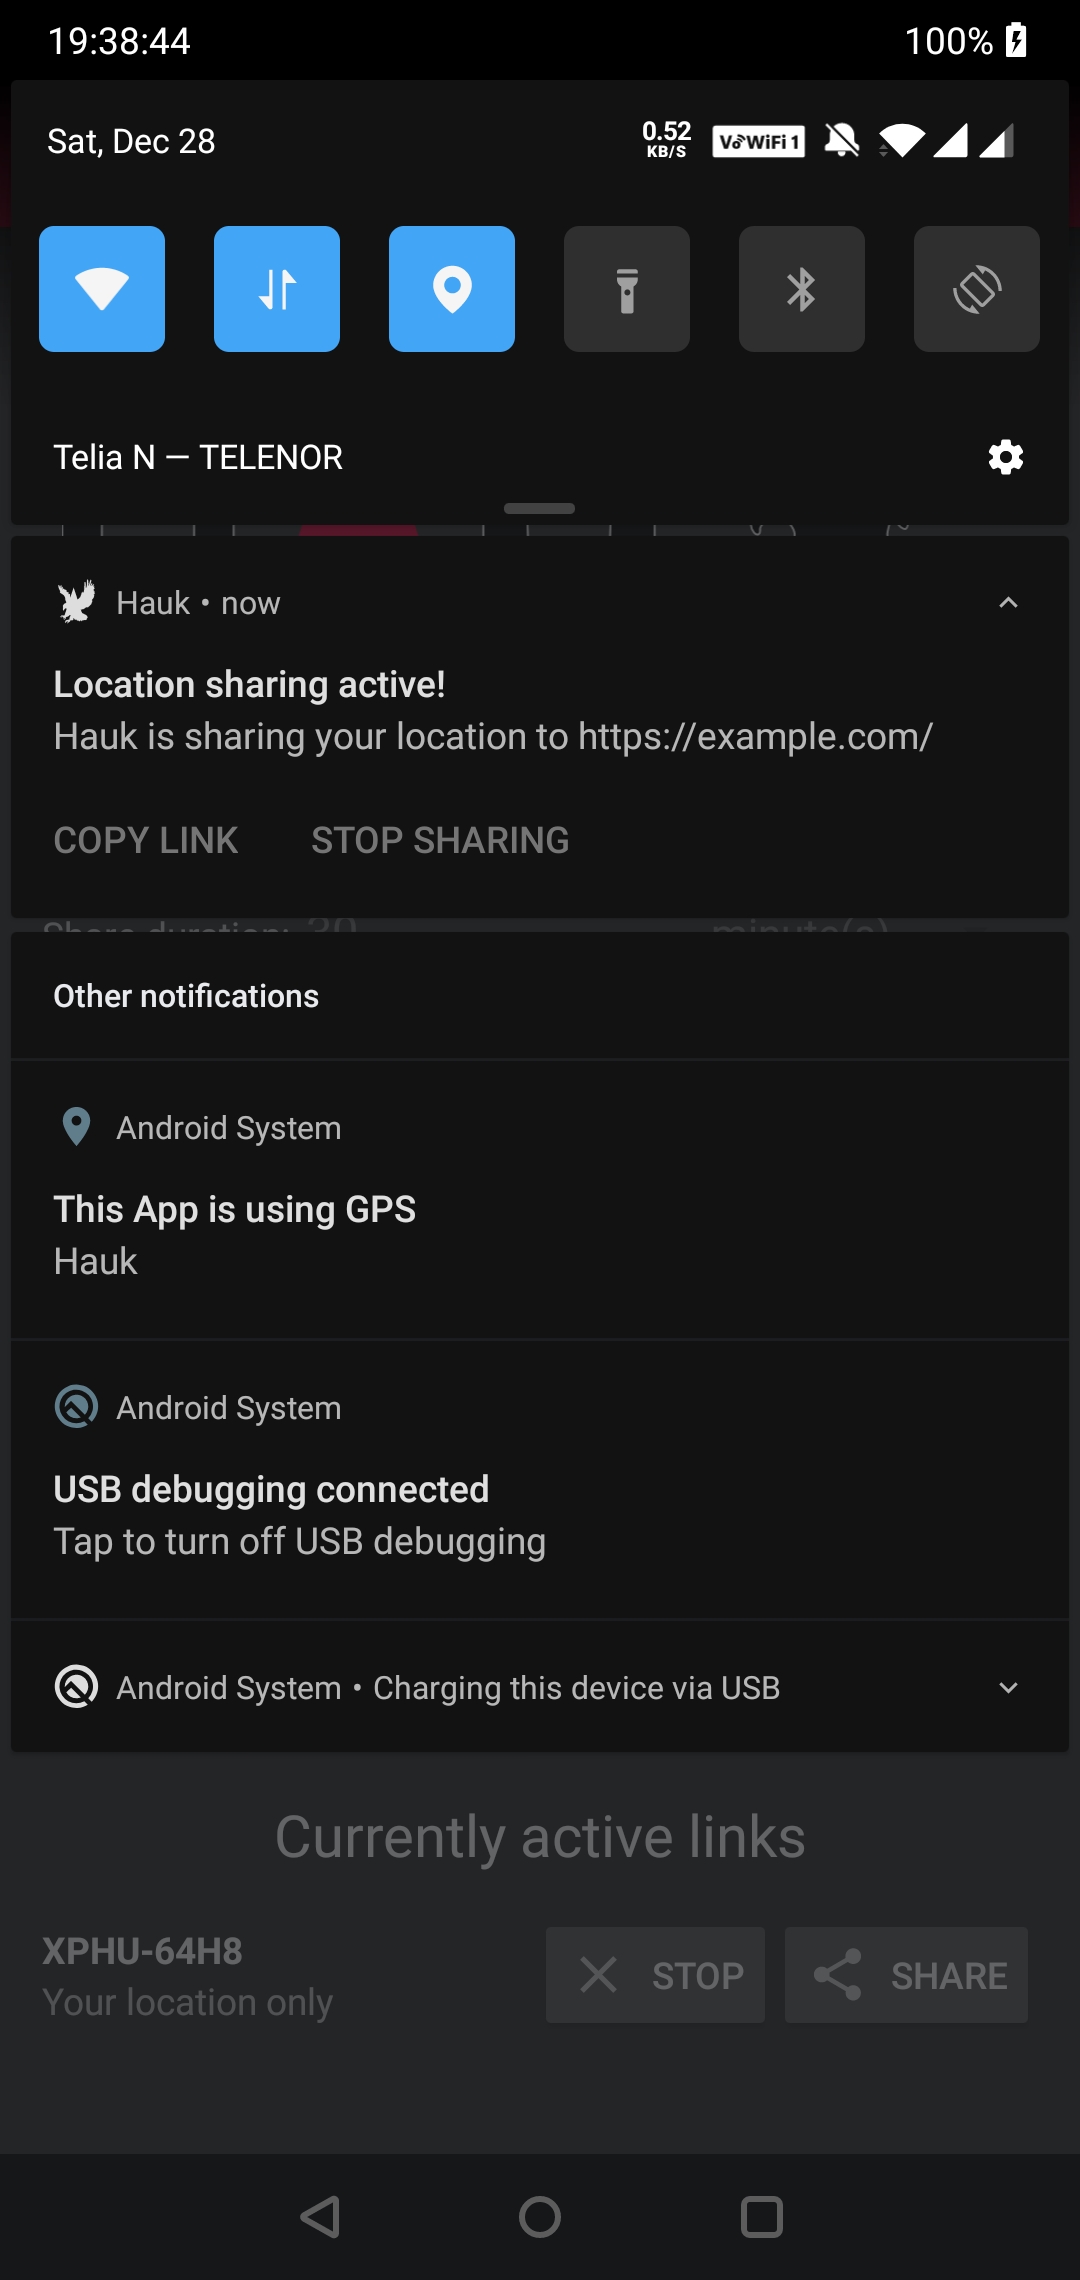 19:38:44 100%
Sat, Dec 28 0.52 KB/S VoWiFi 1
Telia N — TELENOR
Hauk • now
Location sharing active!
Hauk is sharing your location to https://example.com/
COPY LINK STOP SHARING
Share duration: 30 minute(s)
Other notifications
Android System
This App is using GPS
Hauk
Android System
USB debugging connected
Tap to turn off USB debugging
Android System • Charging this device via USB
Currently active links
XPHU-64H8
Your location only
STOP SHARE